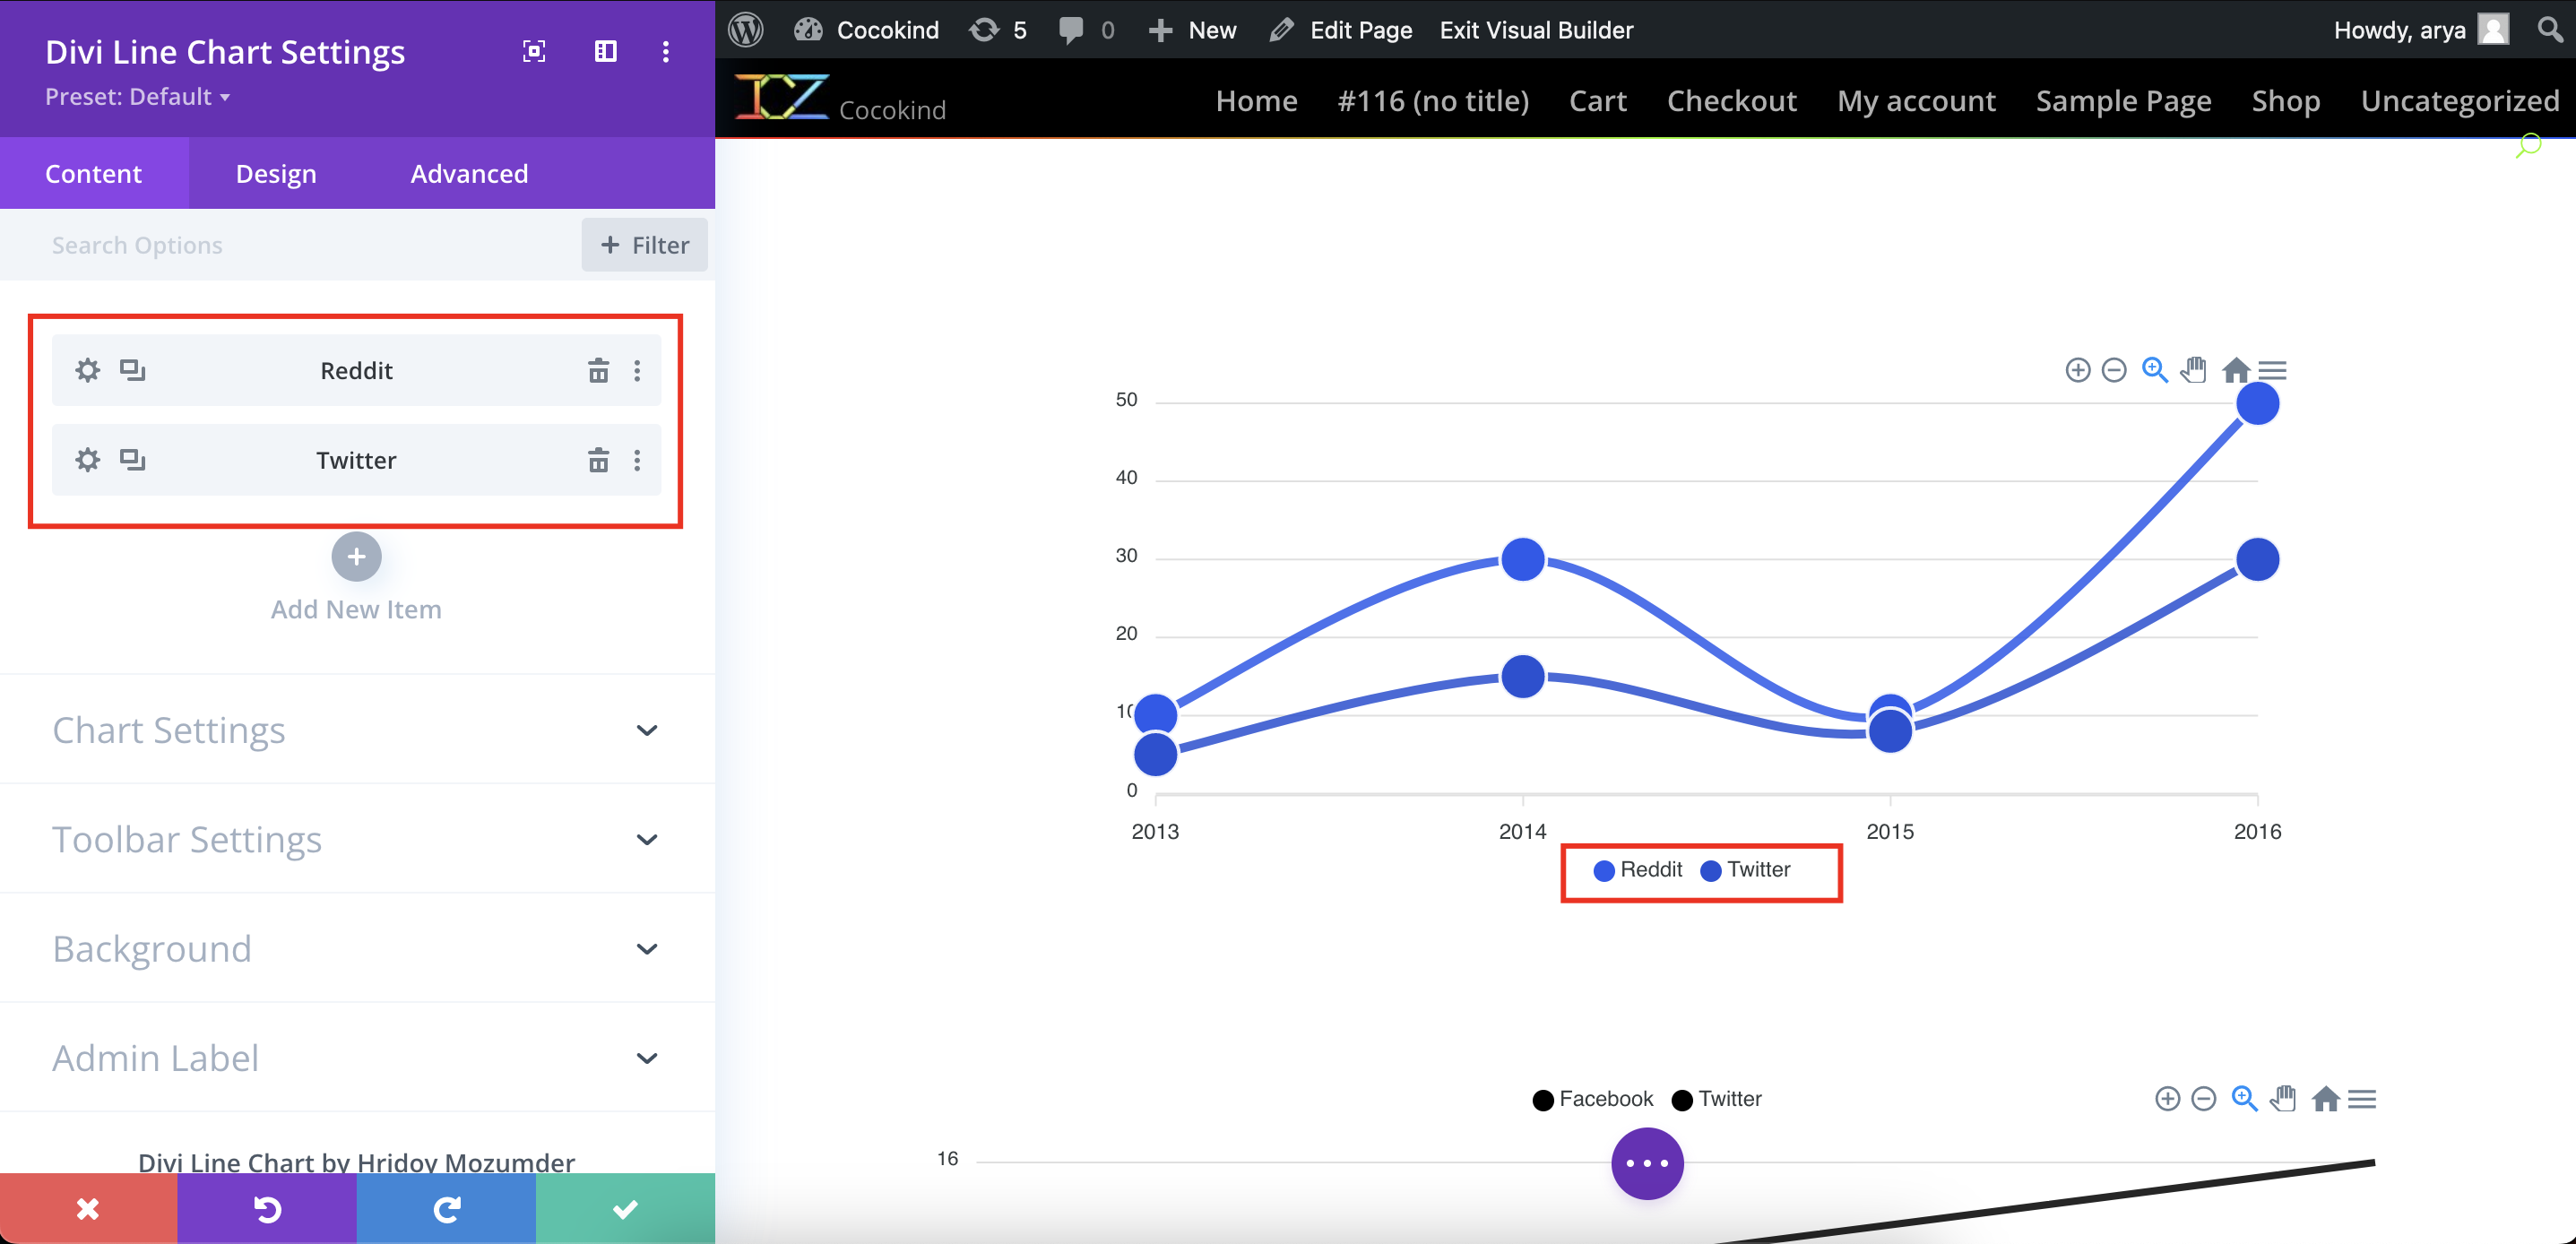 Divi Line Chart Settings
Preset: Default
Content Design Advanced
Search Options
+ Filter
Reddit
Twitter
Add New Item
Chart Settings
Toolbar Settings
Background
Admin Label
Divi Line Chart by Hridoy Mozumder
Cocokind 5 0 New Edit Page Exit Visual Builder Howdy, arya
ICZ Cocokind Home #116 (no title) Cart Checkout My account Sample Page Shop Uncategorized
50
40
30
20
10
0
2013 2014 2015 2016
Reddit Twitter
Facebook Twitter
16